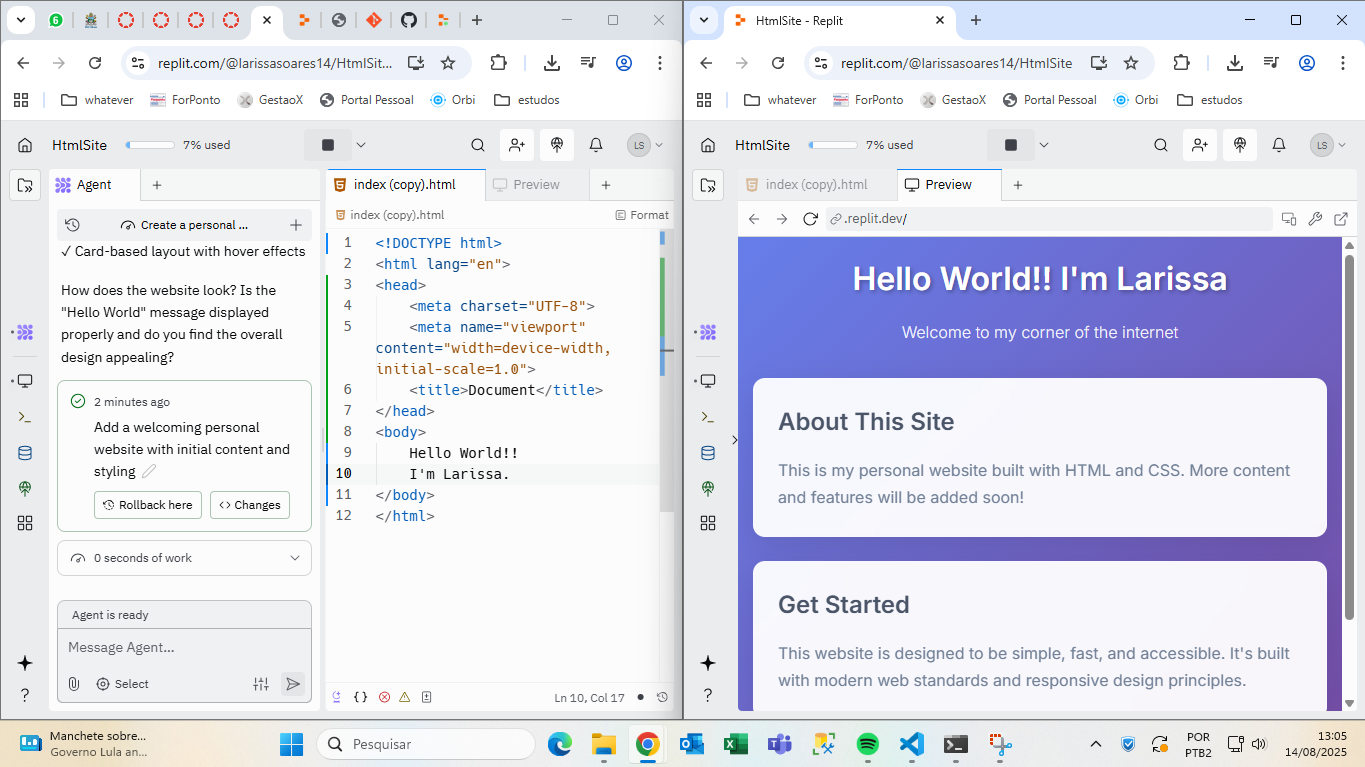 6
HtmlSite - Replit
replit.com/@larissasoares14/HtmlSit...
replit.com/@larissasoares14/HtmlSite
whatever
ForPonto
GestaoX
Portal Pessoal
Orbi
estudos
whatever
ForPonto
GestaoX
Portal Pessoal
Orbi
estudos
HtmlSite
7% used
LS
HtmlSite
7% used
LS
Agent
Create a personal ...
✓ Card-based layout with hover effects
How does the website look? Is the
"Hello World" message displayed
properly and do you find the overall
design appealing?
2 minutes ago
Add a welcoming personal
website with initial content and
styling
Rollback here
Changes
0 seconds of work
Agent is ready
Message Agent...
Select
?
index (copy).html
Preview
index (copy).html
Format
1 <!DOCTYPE html>
2 <html lang="en">
3 <head>
4 <meta charset="UTF-8">
5 <meta name="viewport"
content="width=device-width,
initial-scale=1.0">
6 <title>Document</title>
7 </head>
8 <body>
9 Hello World!!
10 I'm Larissa.
11 </body>
12 </html>
{}
Ln 10, Col 17
index (copy).html
Preview
.replit.dev/
Hello World!! I'm Larissa
Welcome to my corner of the internet
About This Site
This is my personal website built with HTML and CSS. More content
and features will be added soon!
Get Started
This website is designed to be simple, fast, and accessible. It's built
with modern web standards and responsive design principles.
?
Manchete sobre...
Governo Lula an...
Pesquisar
POR
PTB2
13:05
14/08/2025